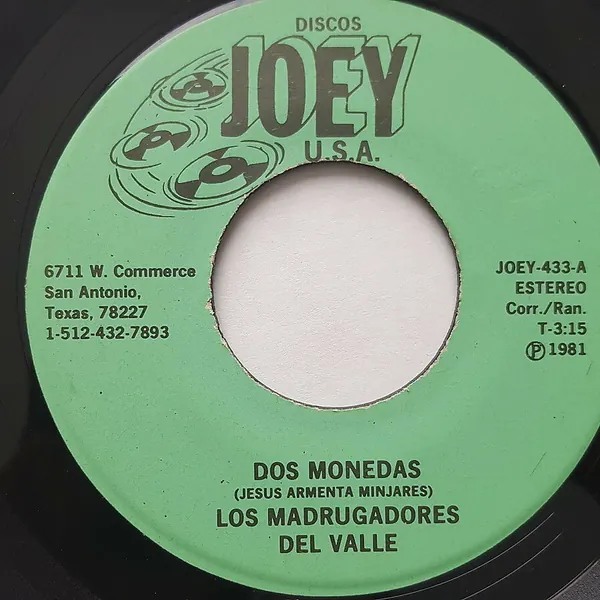 DISCOS
JOEY
U.S.A.
6711 W. Commerce
San Antonio,
Texas, 78227
1-512-432-7893
JOEY-433-A
ESTEREO
Corr./Ran.
T-3:15
Ⓟ 1981
DOS MONEDAS
(JESUS ARMENTA MINJARES)
LOS MADRUGADORES
DEL VALLE